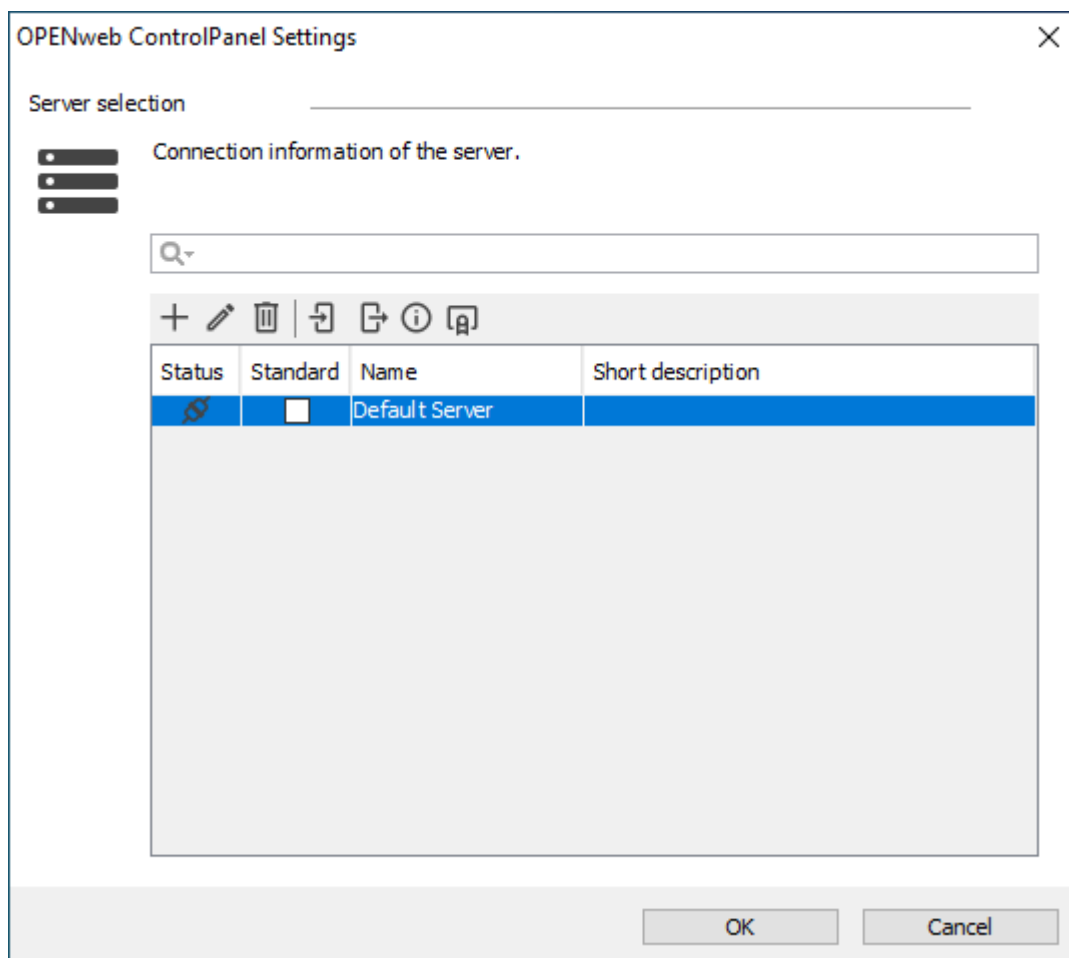 OPENweb ControlPanel Settings
Server selection
Connection information of the server.
Status Standard Name Short description
Default Server
OK Cancel